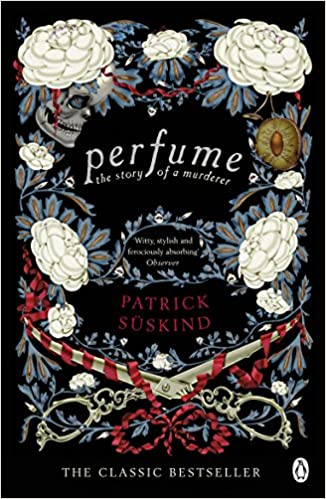 perfume
the story of a murderer
'Witty, stylish and
ferociously absorbing'
Observer
PATRICK
SÜSKIND
THE CLASSIC BESTSELLER